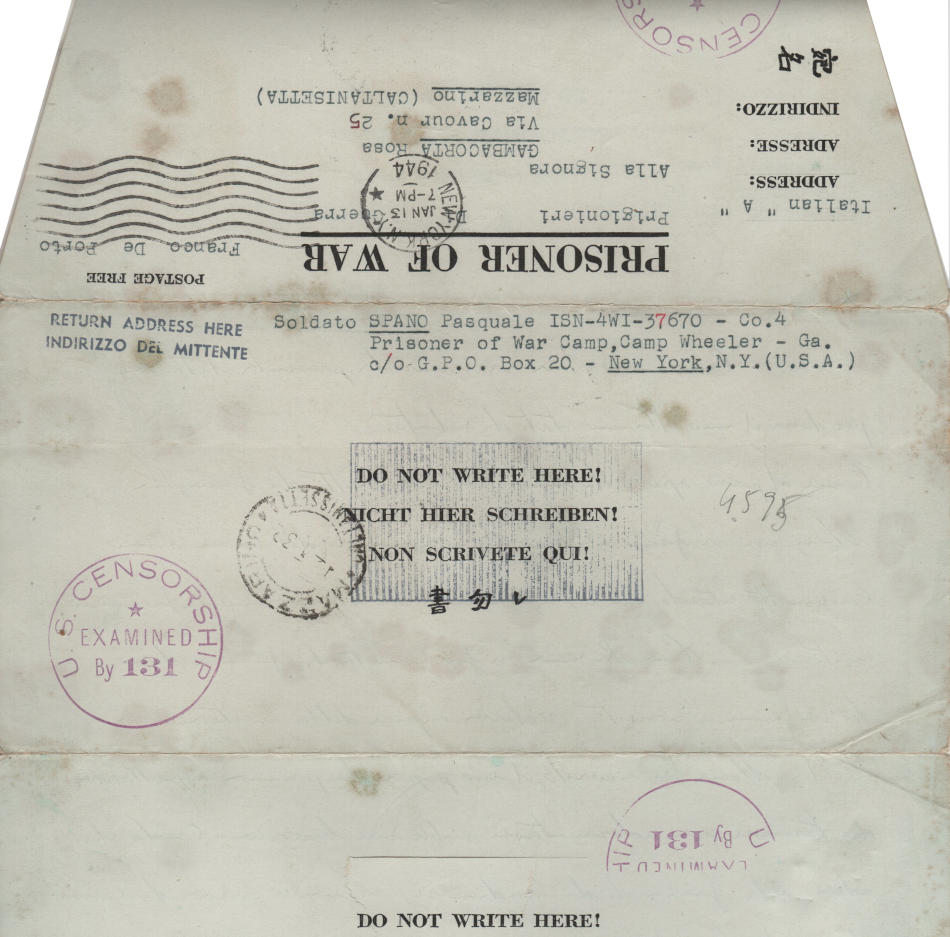 PRISONER OF WAR
POSTAGE FREE
Franco De Porto
Italian " A "
Prigionieri Di Guerra
NEW YORK, N.Y.
JAN 13
7-PM
1944
ADDRESS:
Alla Signora
ADRESSE:
GAMBACORTA Rosa
INDIRIZZO:
Via Cavour n. 25
Mazzarino (CALTANISETTA)
宛名
CENSORS
RETURN ADDRESS HERE
INDIRIZZO DEL MITTENTE
Soldato SPANO Pasquale ISN-4WI-37670 - Co.4
Prisoner of War Camp,Camp Wheeler - Ga.
c/o G.P.O. Box 20 - New York,N.Y.(U.S.A.)
DO NOT WRITE HERE!
NICHT HIER SCHREIBEN!
NON SCRIVETE QUI!
書勿レ
4595
U.S. CENSORSHIP
EXAMINED
By 131
EXAMINED
By 131
U
HIP
DO NOT WRITE HERE!